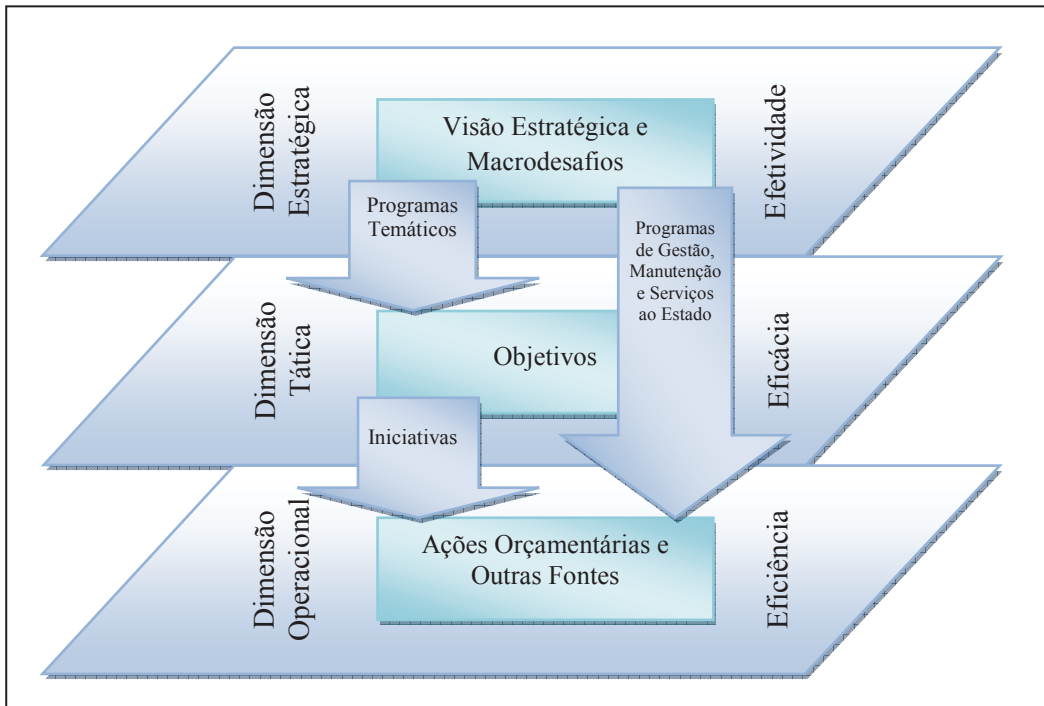 Dimensão
Estratégica
Visão Estratégica e
Macrodesafios
Efetividade
Programas
Temáticos
Programas
de Gestão,
Manutenção
e Serviços
ao Estado
Dimensão
Tática
Objetivos
Eficácia
Iniciativas
Dimensão
Operacional
Ações Orçamentárias e
Outras Fontes
Eficiência